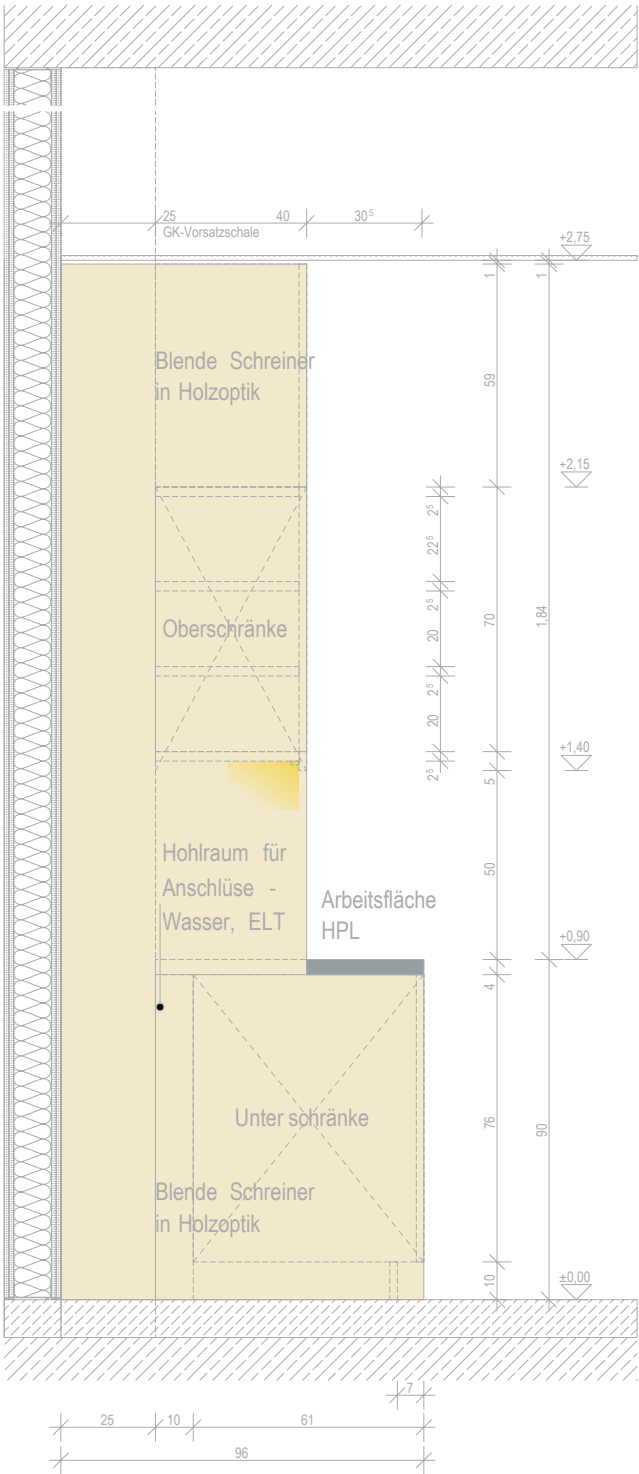 25 40 30⁵
GK-Vorsatzschale
+2,75
1 1
Blende Schreiner
in Holzoptik
59
+2,15
2⁵
22⁵
2⁵
Oberschränke
20
70
1,84
2⁵
20
+1,40
2⁵
5
Hohlraum für
Anschlüse -
Wasser, ELT
50
Arbeitsfläche
HPL
+0,90
4
Unter schränke
76
90
Blende Schreiner
in Holzoptik
10
±0,00
7
25 10 61
96